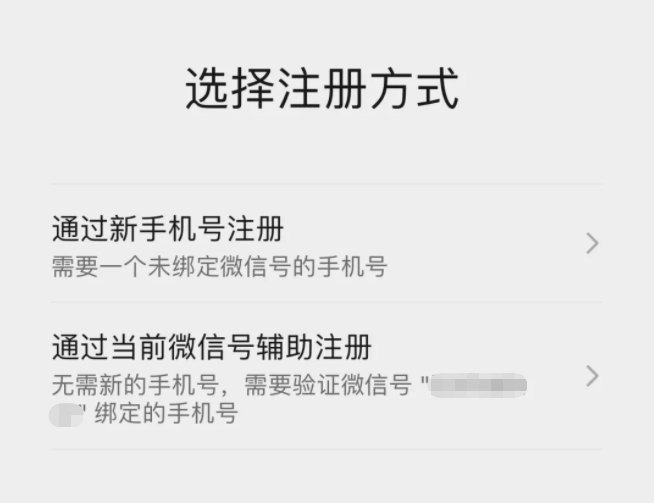 选择注册方式
通过新手机号注册
需要一个未绑定微信号的手机号
通过当前微信号辅助注册
无需新的手机号，需要验证微信号 "
" 绑定的手机号